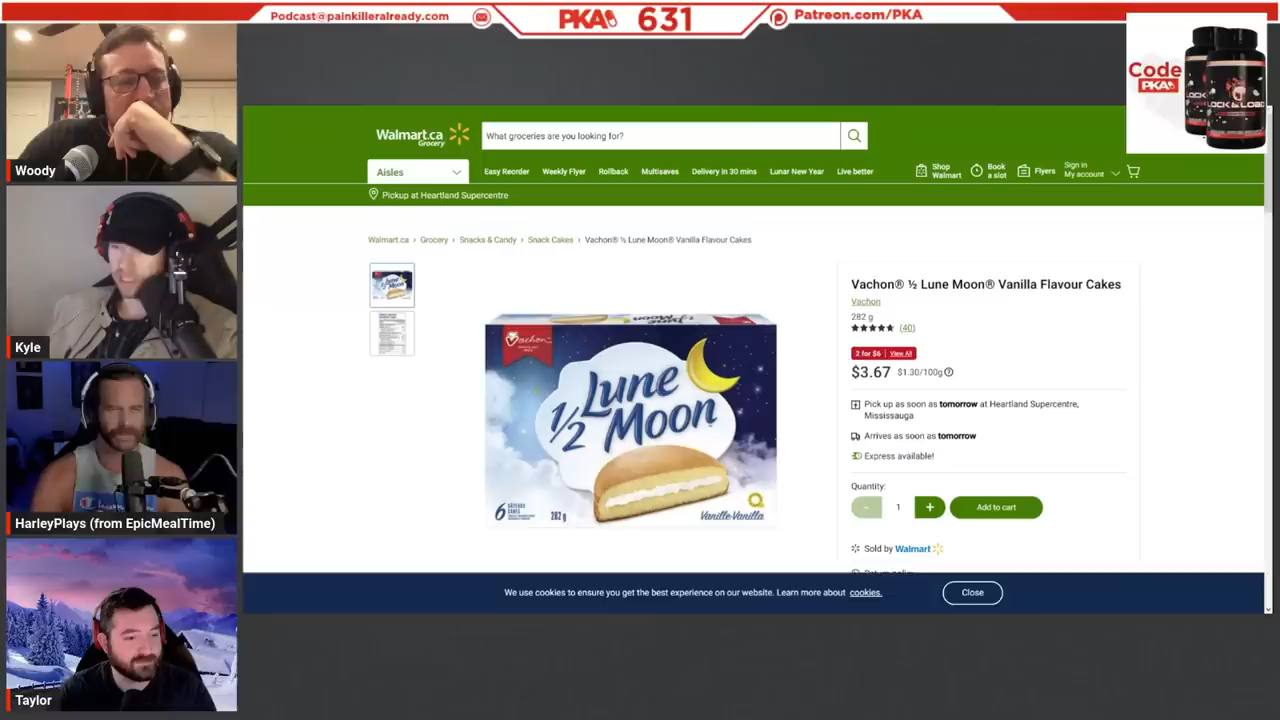 Podcast@painkilleralready.com
PKA 631
Patreon.com/PKA
Code
PKA
LOCK & LOAD
Woody
Kyle
HarleyPlays (from EpicMealTime)
Taylor
Walmart.ca
Grocery
What groceries are you looking for?
Aisles
Easy Reorder Weekly Flyer Rollback Multisaves Delivery in 30 mins Lunar New Year Live better
Shop
Walmart
Book
a slot
Flyers
Sign in
My account
Pickup at Heartland Supercentre
Walmart.ca › Grocery › Snacks & Candy › Snack Cakes › Vachon® ½ Lune Moon® Vanilla Flavour Cakes
Vachon
½ Lune
Moon
6
282 g
Vanille-Vanilla
Vachon® ½ Lune Moon® Vanilla Flavour Cakes
Vachon
282 g
(40)
2 for $6 | View All
$3.67 $1.30/100g
Pick up as soon as tomorrow at Heartland Supercentre,
Mississauga
Arrives as soon as tomorrow
Express available!
Quantity:
- 1 + Add to cart
Sold by Walmart
We use cookies to ensure you get the best experience on our website. Learn more about cookies.
Close